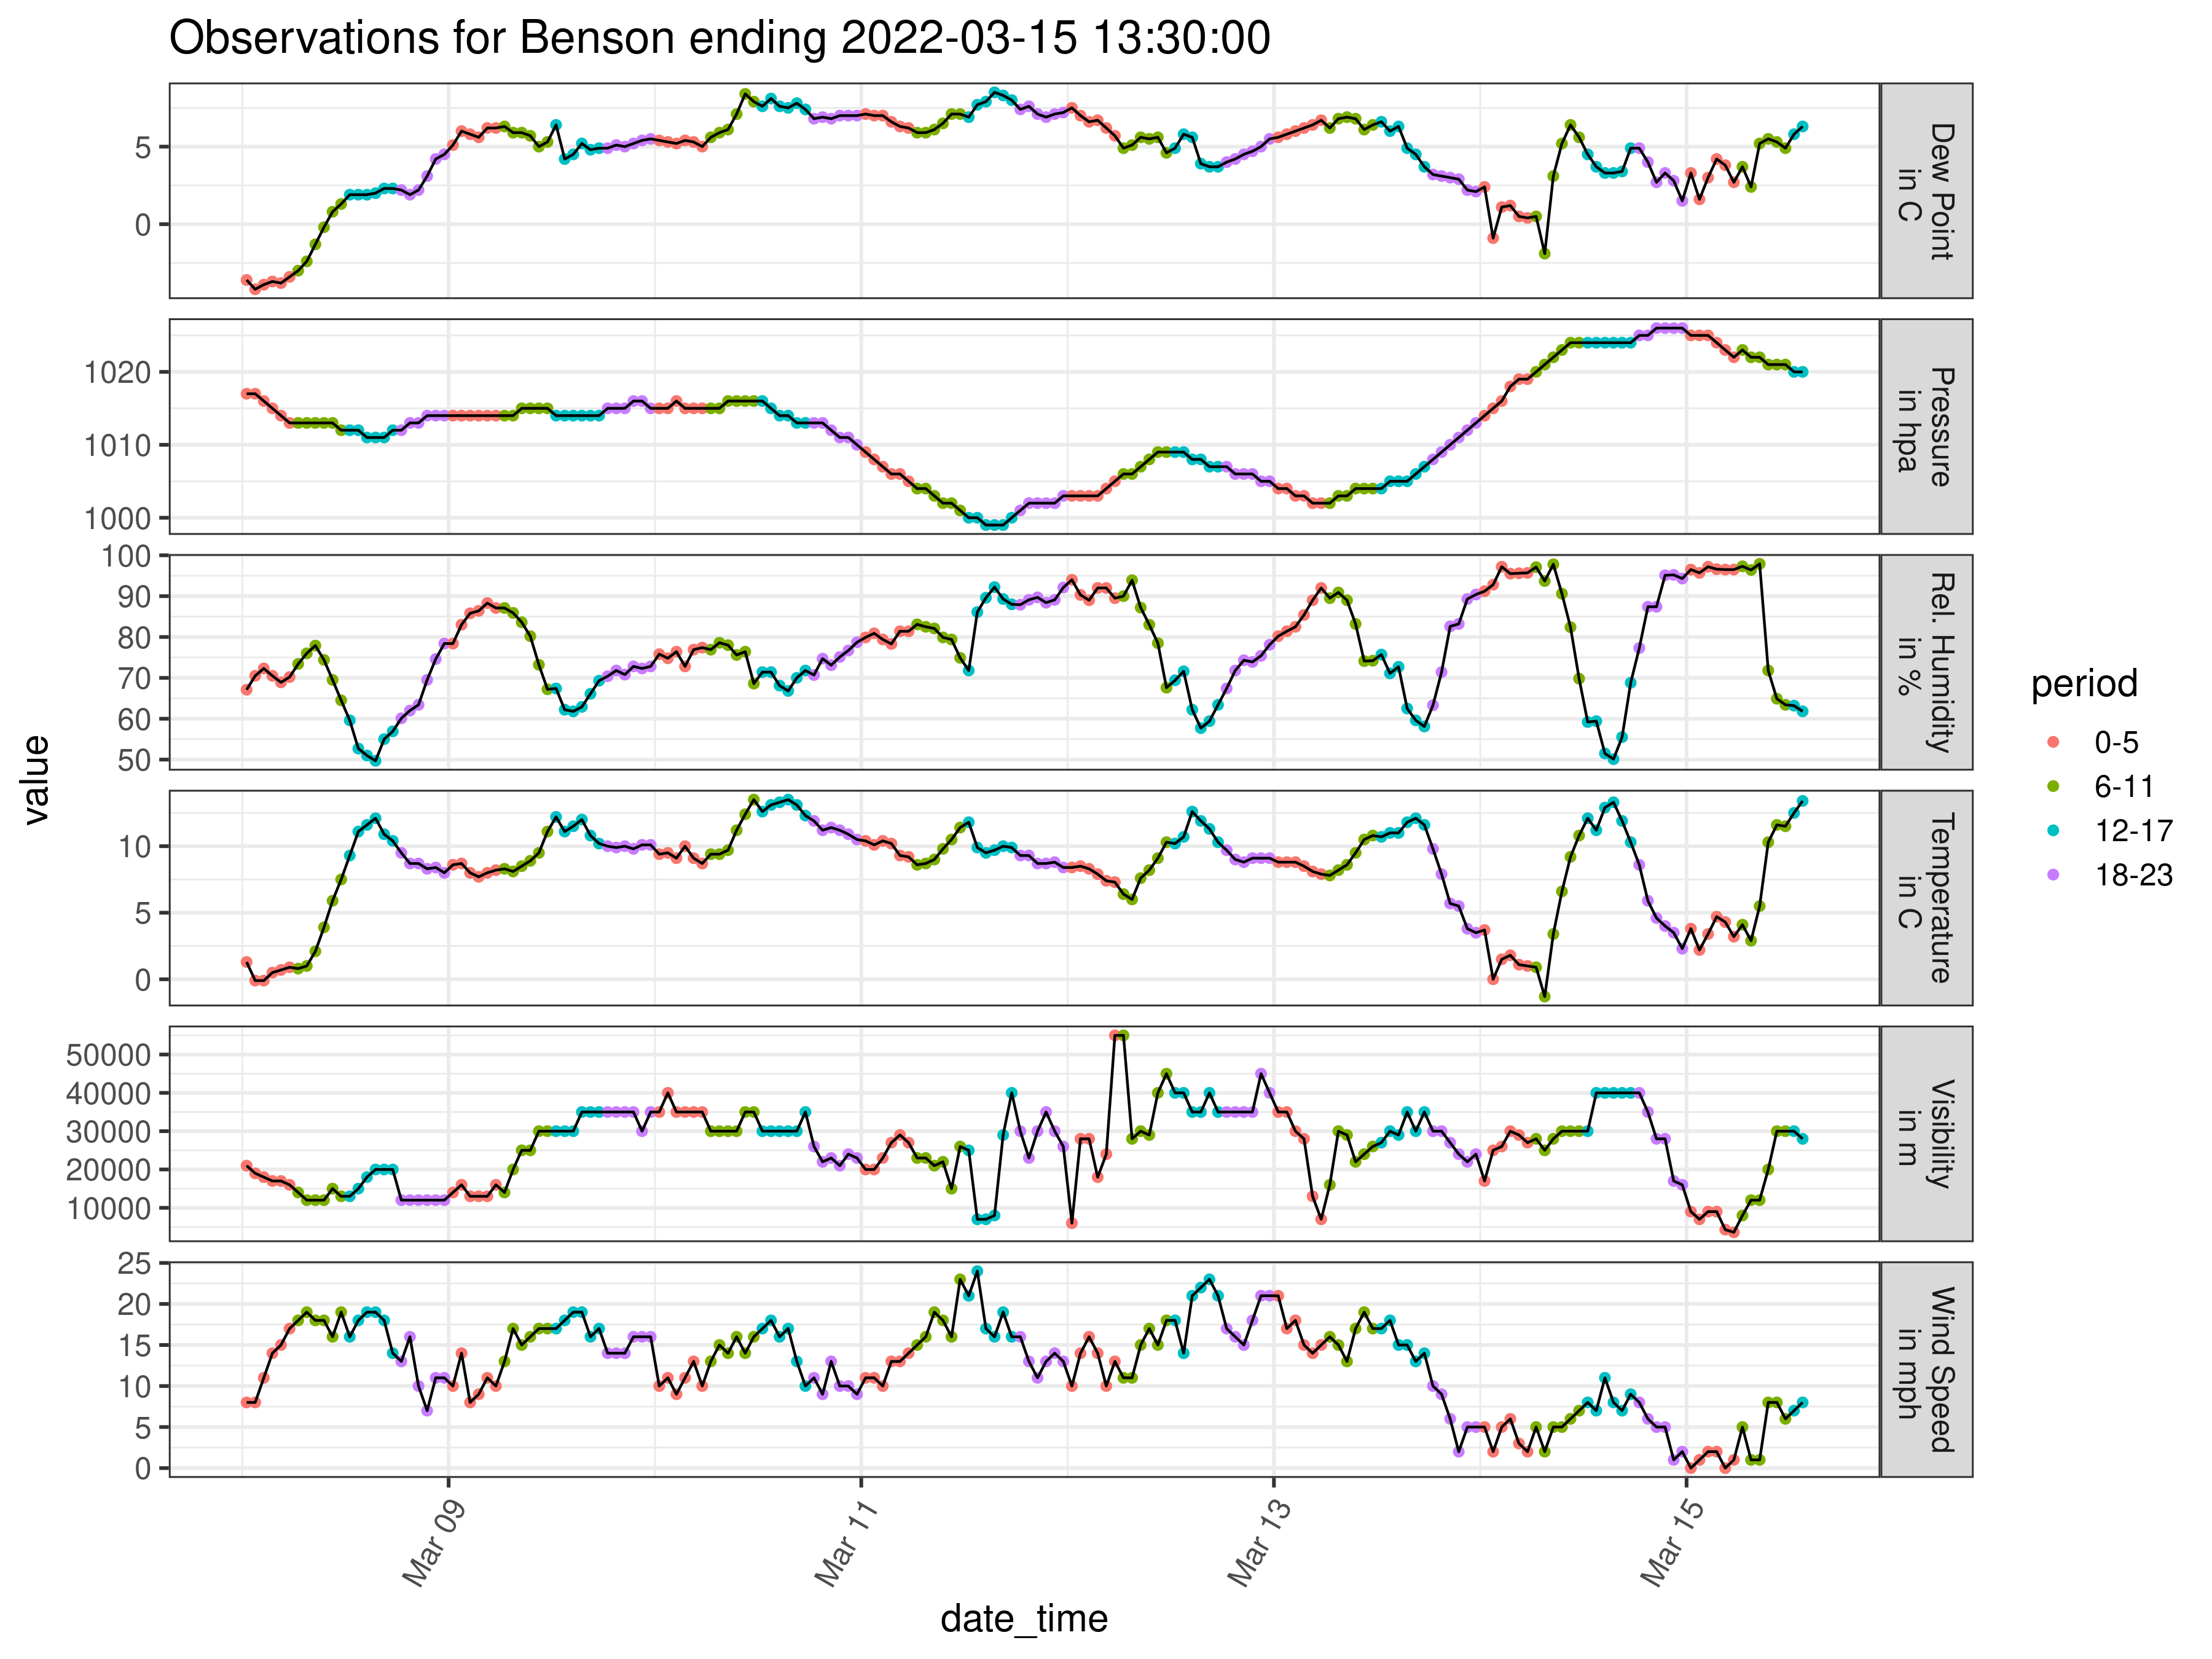 Observations for Benson ending 2022-03-15 13:30:00
value
5
0
Dew Point
in C
1020
1010
1000
Pressure
in hpa
100
90
80
70
60
50
Rel. Humidity
in %
10
5
0
Temperature
in C
50000
40000
30000
20000
10000
Visibility
in m
25
20
15
10
5
0
Wind Speed
in mph
Mar 09
Mar 11
Mar 13
Mar 15
date_time
period
0-5
6-11
12-17
18-23